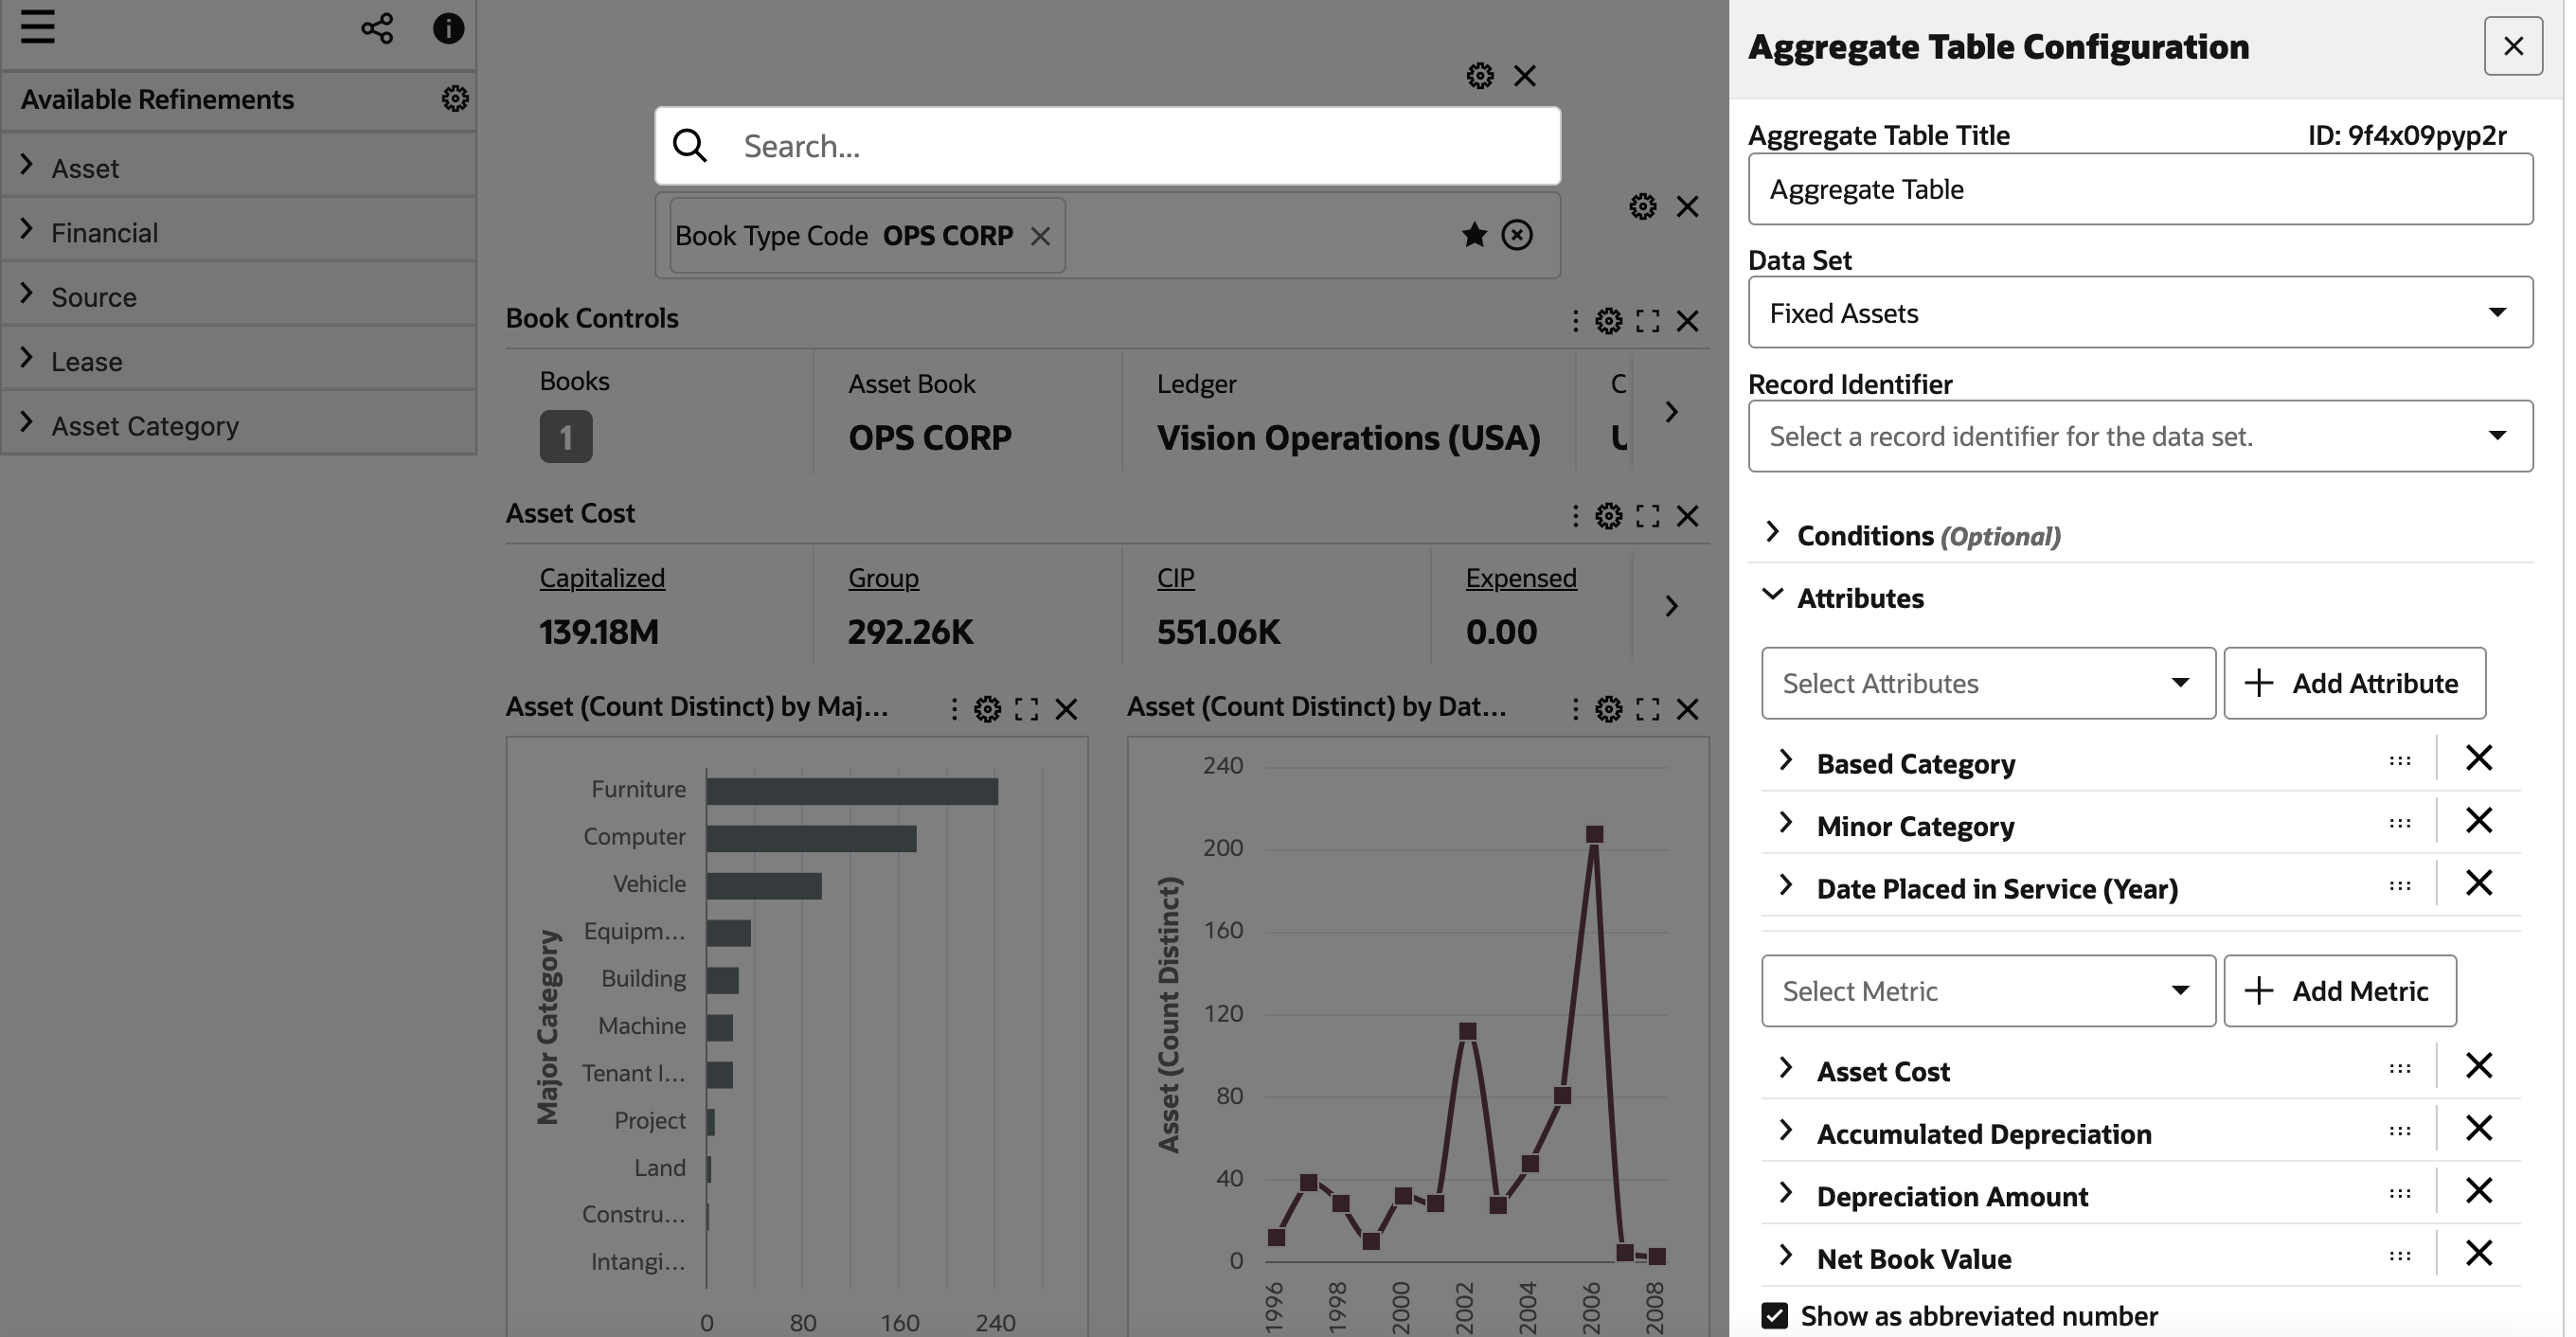 Available Refinements
Asset
Financial
Source
Lease
Asset Category
Search...
Book Type Code OPS CORP
Book Controls
Books
1
Asset Book
OPS CORP
Ledger
Vision Operations (USA)
Asset Cost
Capitalized
139.18M
Group
292.26K
CIP
551.06K
Expensed
0.00
Asset (Count Distinct) by Maj...
Major Category
Furniture
Computer
Vehicle
Equipm...
Building
Machine
Tenant I...
Project
Land
Constru...
Intangi...
0 80 160 240
Asset (Count Distinct) by Dat...
Asset (Count Distinct)
240
200
160
120
80
40
0
1996 1998 2000 2002 2004 2006 2008
Aggregate Table Configuration
Aggregate Table Title ID: 9f4x09pyp2r
Aggregate Table
Data Set
Fixed Assets
Record Identifier
Select a record identifier for the data set.
Conditions (Optional)
Attributes
Select Attributes
Add Attribute
Based Category
Minor Category
Date Placed in Service (Year)
Select Metric
Add Metric
Asset Cost
Accumulated Depreciation
Depreciation Amount
Net Book Value
Show as abbreviated number